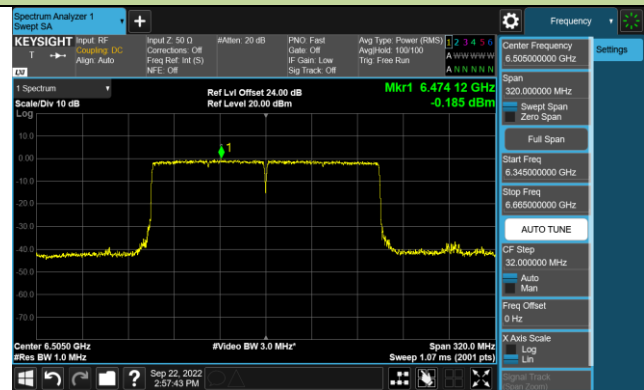 Spectrum Analyzer 1
Swept SA
+
Frequency
KEYSIGHT
T
LXI
Input: RF
Coupling: DC
Align: Auto
Input Z: 50 Ω
Corrections: Off
Freq Ref: Int (S)
NFE: Off
#Atten: 20 dB
PNO: Fast
Gate: Off
IF Gain: Low
Sig Track: Off
Avg Type: Power (RMS)
Avg|Hold: 100/100
Trig: Free Run
1 2 3 4 5 6
A W W W W W
A N N N N N
1 Spectrum
Scale/Div 10 dB
Log
Ref Lvl Offset 24.00 dB
Ref Level 20.00 dBm
Mkr1 6.474 12 GHz
-0.185 dBm
1
10.0
0.00
-10.0
-20.0
-30.0
-40.0
-50.0
-60.0
-70.0
Center 6.5050 GHz
#Res BW 1.0 MHz
#Video BW 3.0 MHz*
Span 320.0 MHz
Sweep 1.07 ms (2001 pts)
Center Frequency
6.505000000 GHz
Span
320.000000 MHz
Swept Span
Zero Span
Full Span
Start Freq
6.345000000 GHz
Stop Freq
6.665000000 GHz
AUTO TUNE
CF Step
32.000000 MHz
Auto
Man
Freq Offset
0 Hz
X Axis Scale
Log
Lin
Signal Track
(Span Zoom)
Settings
?
Sep 22, 2022
2:57:43 PM